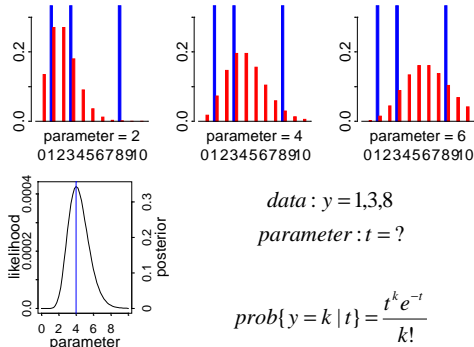 0.2
0.0
parameter = 2
012345678910
0.2
0.0
parameter = 4
012345678910
0.2
0.0
parameter = 6
012345678910
likelihood
0.0004
0.0002
0.0
0.3
0.2
0.1
0
posterior
0 2 4 6 8
parameter
data : y = 1,3,8
parameter : t = ?
prob{y = k | t} = t^k e^{-t} / k!